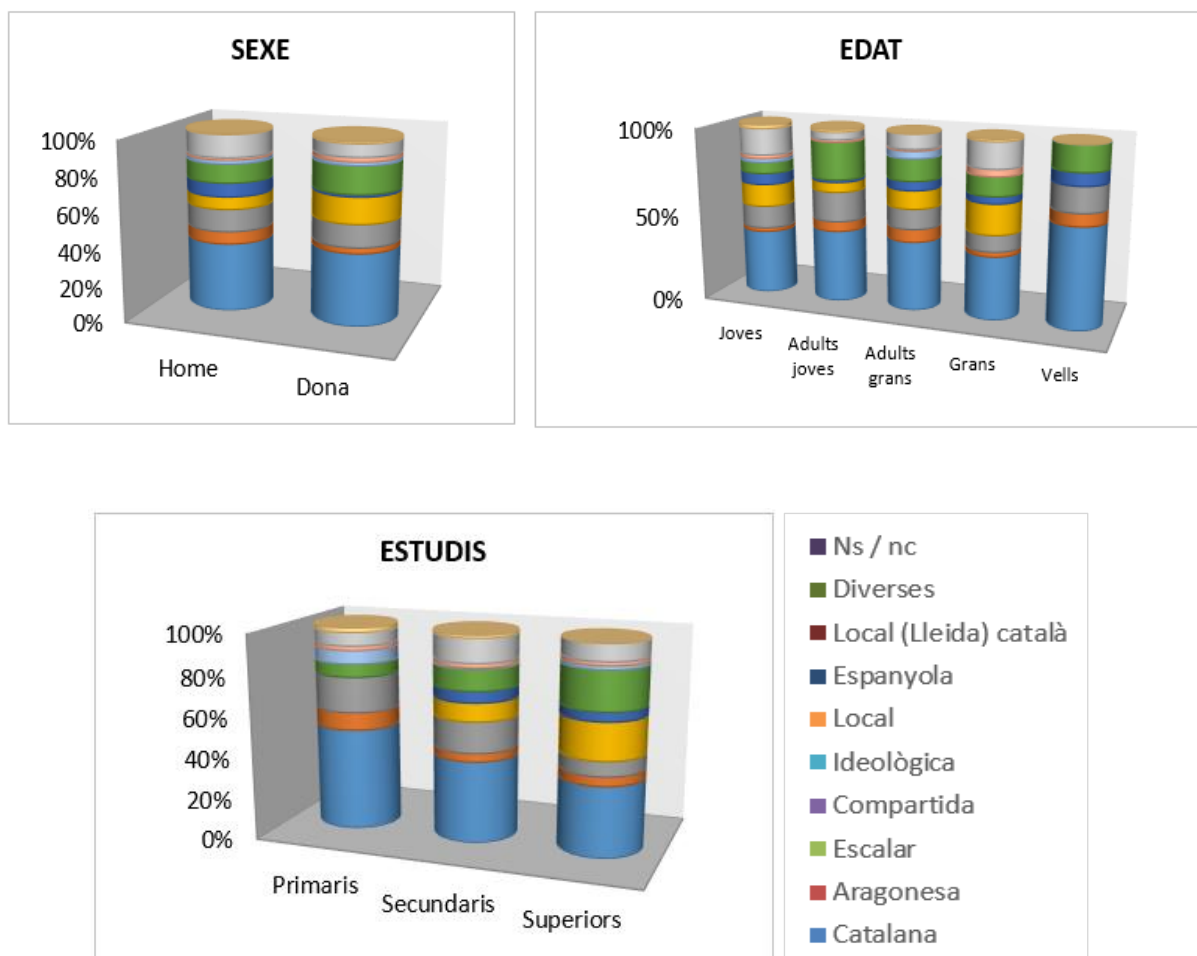 SEXE
100%
80%
60%
40%
20%
0%
Home
Dona
EDAT
100%
50%
0%
Joves
Adults
joves
Adults
grans
Grans
Vells
ESTUDIS
100%
80%
60%
40%
20%
0%
Primaris
Secundaris
Superiors
Ns / nc
Diverses
Local (Lleida) català
Espanyola
Local
Ideològica
Compartida
Escalar
Aragonesa
Catalana